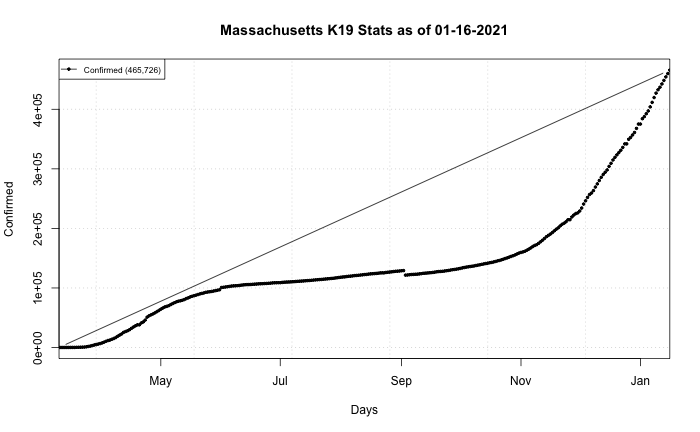 Massachusetts K19 Stats as of 01-16-2021
Confirmed (465,726)
Confirmed
4e+05
3e+05
2e+05
1e+05
0e+00
May Jul Sep Nov Jan
Days